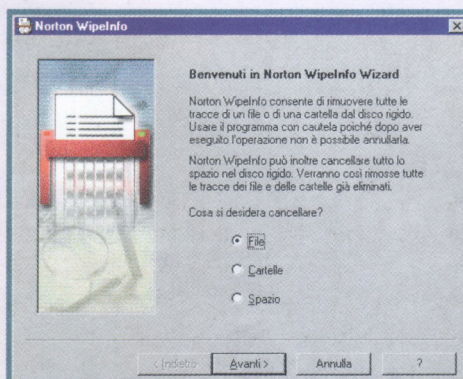 Norton WipeInfo
Benvenuti in Norton WipeInfo Wizard
Norton WipeInfo consente di rimuovere tutte le
tracce di un file o di una cartella dal disco rigido.
Usare il programma con cautela poiché dopo aver
eseguito l'operazione non è possibile annullarla.
Norton WipeInfo può inoltre cancellare tutto lo
spazio nel disco rigido. Verranno così rimosse tutte
le tracce dei file e delle cartelle già eliminati.
Cosa si desidera cancellare?
File
Cartelle
Spazio
< Indietro
Avanti >
Annulla
?